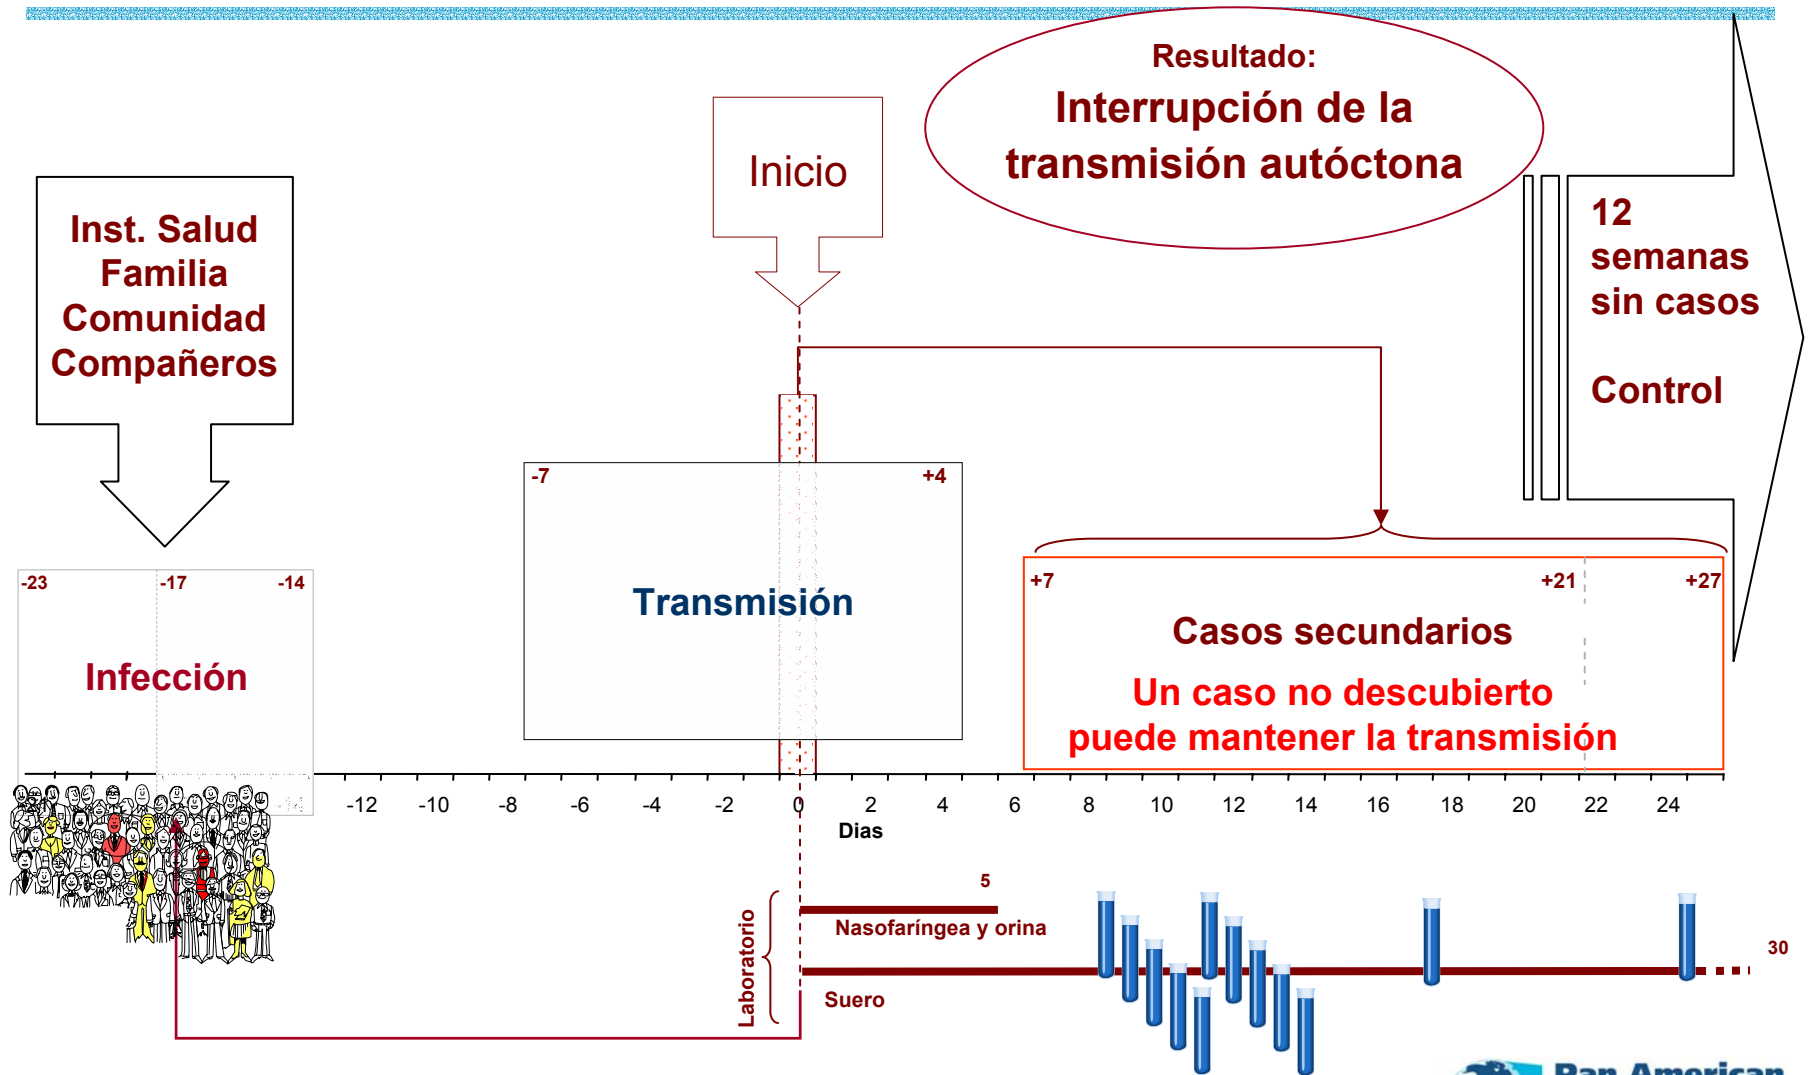 Resultado:
Interrupción de la
transmisión autóctona
Inicio
Inst. Salud
Familia
Comunidad
Compañeros
12
semanas
sin casos
Control
-7 +4
Transmisión
-23 -17 -14
Infección
+7 +21 +27
Casos secundarios
Un caso no descubierto
puede mantener la transmisión
-12 -10 -8 -6 -4 -2 0 2 4 6 8 10 12 14 16 18 20 22 24
Dias
Laboratorio
5
Nasofaríngea y orina
30
Suero
Pan American